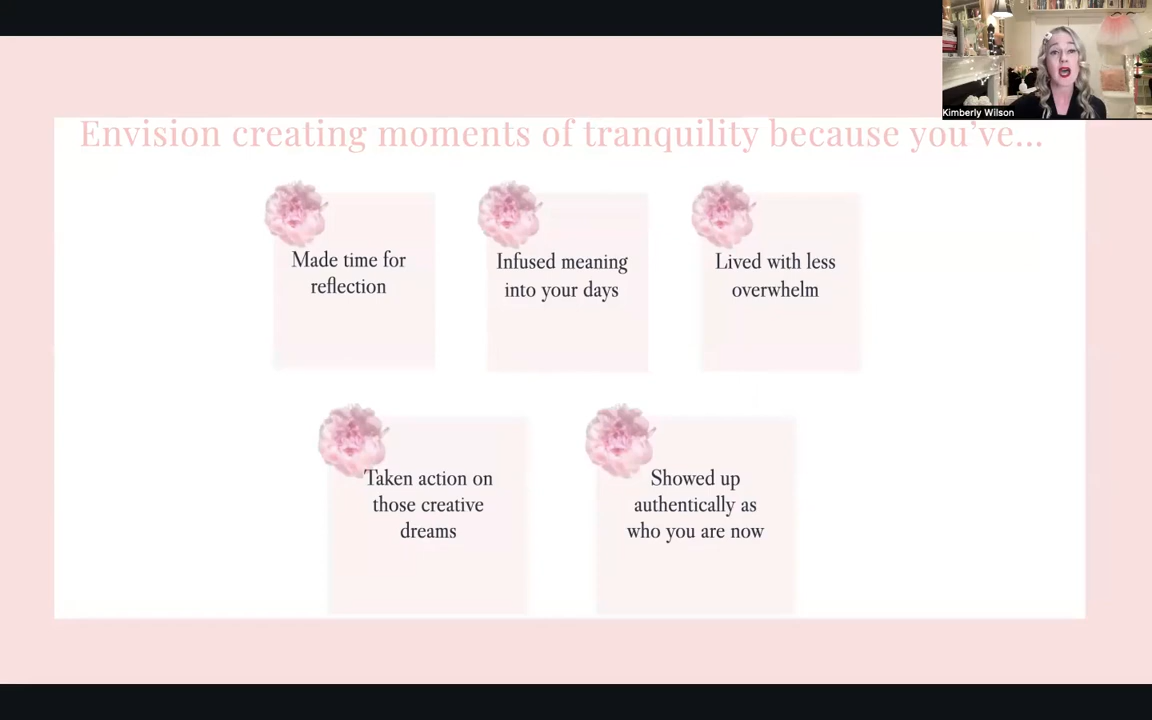 Kimberly Wilson
Envision creating moments of tranquility because you've...
Made time for
reflection
Infused meaning
into your days
Lived with less
overwhelm
Taken action on
those creative
dreams
Showed up
authentically as
who you are now